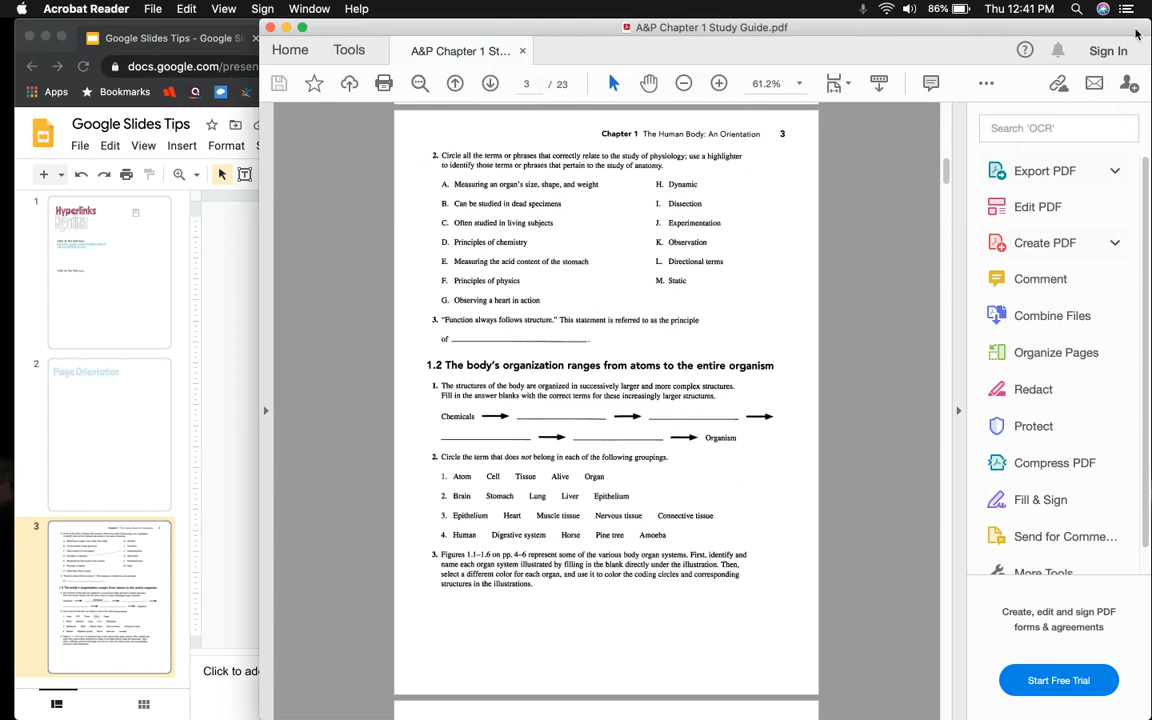 Acrobat Reader File Edit View Sign Window Help 86% Thu 12:41 PM
Google Slides Tips - Google Sl
docs.google.com/presen
Apps Bookmarks
Google Slides Tips
File Edit View Insert Format
1
Hyperlinks
2
Page Orientation
3
Click to add
A&P Chapter 1 Study Guide.pdf
Home Tools A&P Chapter 1 St... × Sign In
3 / 23 61.2%
Chapter 1 The Human Body: An Orientation 3
2. Circle all the terms or phrases that correctly relate to the study of physiology; use a highlighter
to identify those terms or phrases that pertain to the study of anatomy.
A. Measuring an organ's size, shape, and weight H. Dynamic
B. Can be studied in dead specimens I. Dissection
C. Often studied in living subjects J. Experimentation
D. Principles of chemistry K. Observation
E. Measuring the acid content of the stomach L. Directional terms
F. Principles of physics M. Static
G. Observing a heart in action
3. "Function always follows structure." This statement is referred to as the principle
of ____________.
1.2 The body's organization ranges from atoms to the entire organism
1. The structures of the body are organized in successively larger and more complex structures.
Fill in the answer blanks with the correct terms for these increasingly larger structures.
Chemicals → ____________ → ____________ →
____________ → ____________ → Organism
2. Circle the term that does not belong in each of the following groupings.
1. Atom Cell Tissue Alive Organ
2. Brain Stomach Lung Liver Epithelium
3. Epithelium Heart Muscle tissue Nervous tissue Connective tissue
4. Human Digestive system Horse Pine tree Amoeba
3. Figures 1.1–1.6 on pp. 4–6 represent some of the various body organ systems. First, identify and
name each organ system illustrated by filling in the blank directly under the illustration. Then,
select a different color for each organ, and use it to color the coding circles and corresponding
structures in the illustrations.
Search 'OCR'
Export PDF
Edit PDF
Create PDF
Comment
Combine Files
Organize Pages
Redact
Protect
Compress PDF
Fill & Sign
Send for Comme...
More Tools
Create, edit and sign PDF
forms & agreements
Start Free Trial